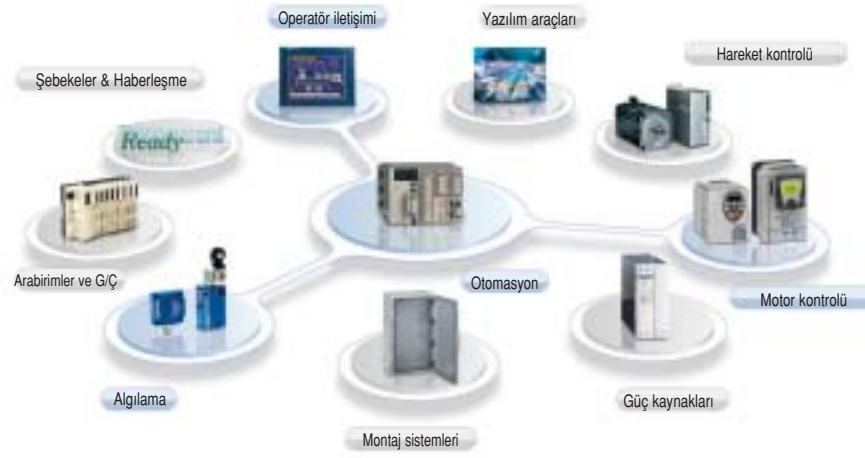 Operatör iletişimi
Yazılım araçları
Hareket kontrolü
Şebekeler & Haberleşme
Ready
Arabirimler ve G/Ç
Otomasyon
Motor kontrolü
Algılama
Güç kaynakları
Montaj sistemleri